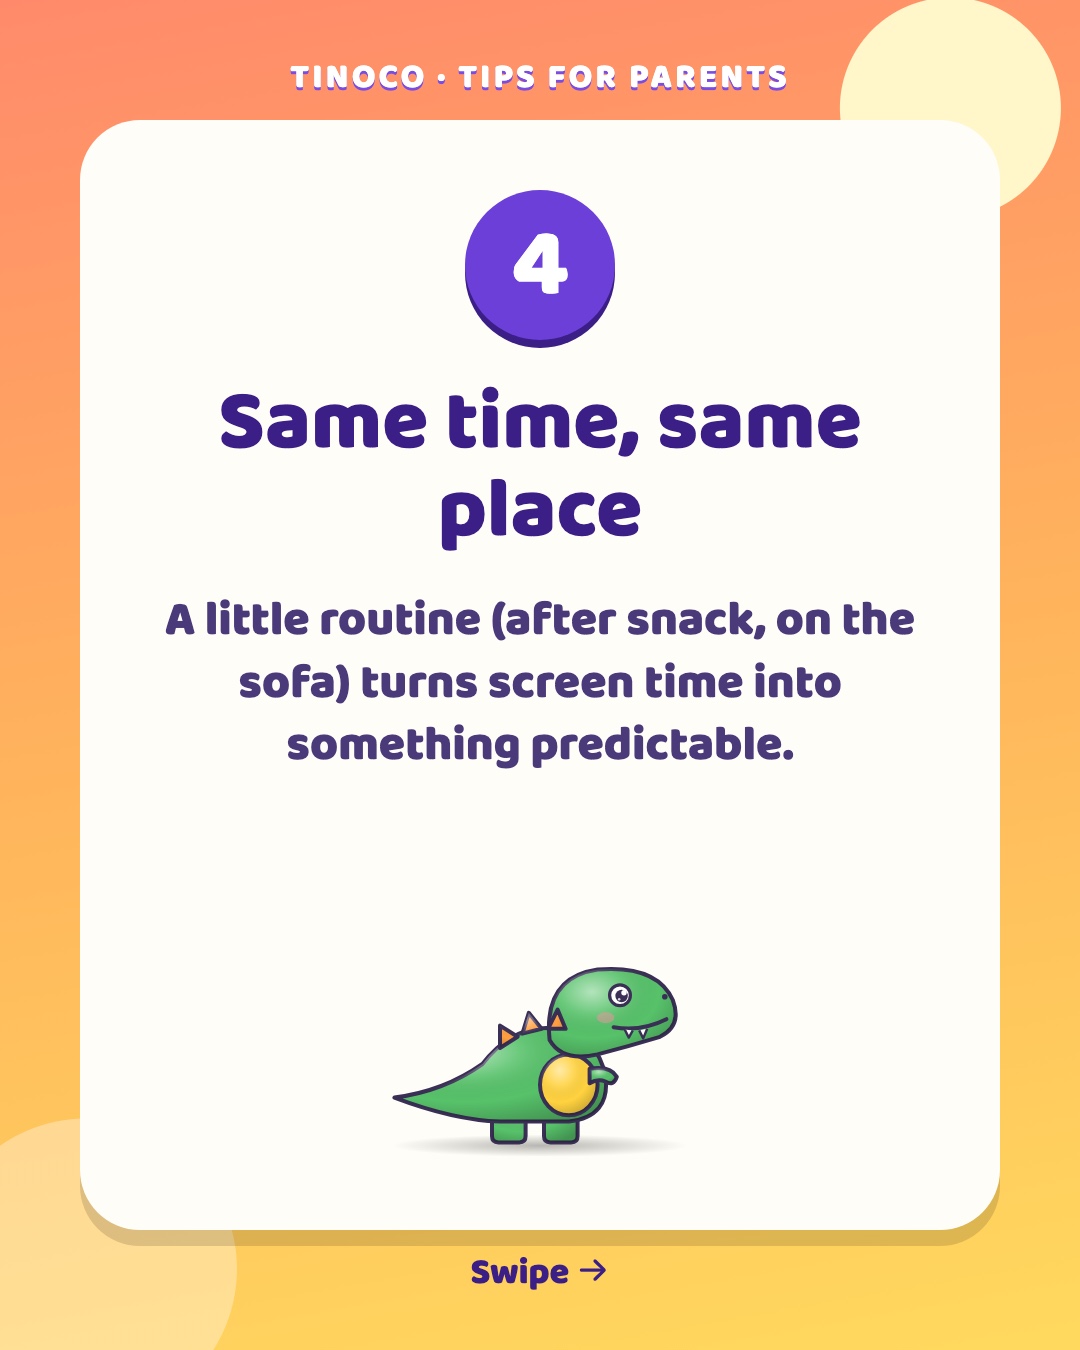 TINOCO · TIPS FOR PARENTS
4
Same time, same
place
A little routine (after snack, on the
sofa) turns screen time into
something predictable.
Swipe →